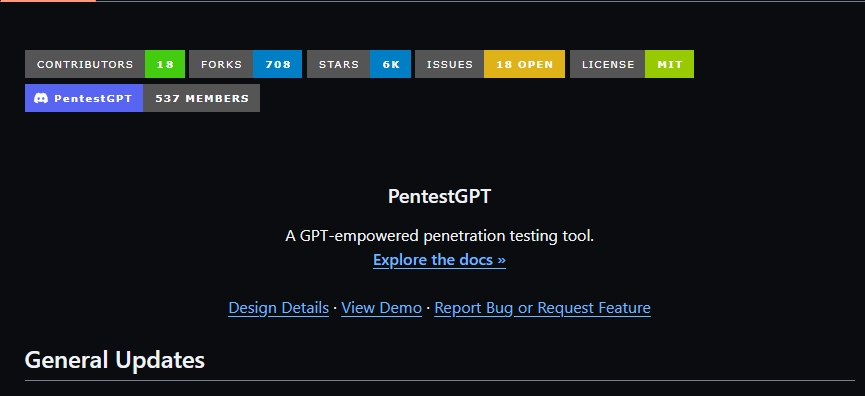 CONTRIBUTORS 18 FORKS 708 STARS 6K ISSUES 18 OPEN LICENSE MIT
PentestGPT 537 MEMBERS
PentestGPT
A GPT-empowered penetration testing tool.
Explore the docs »
Design Details · View Demo · Report Bug or Request Feature
General Updates